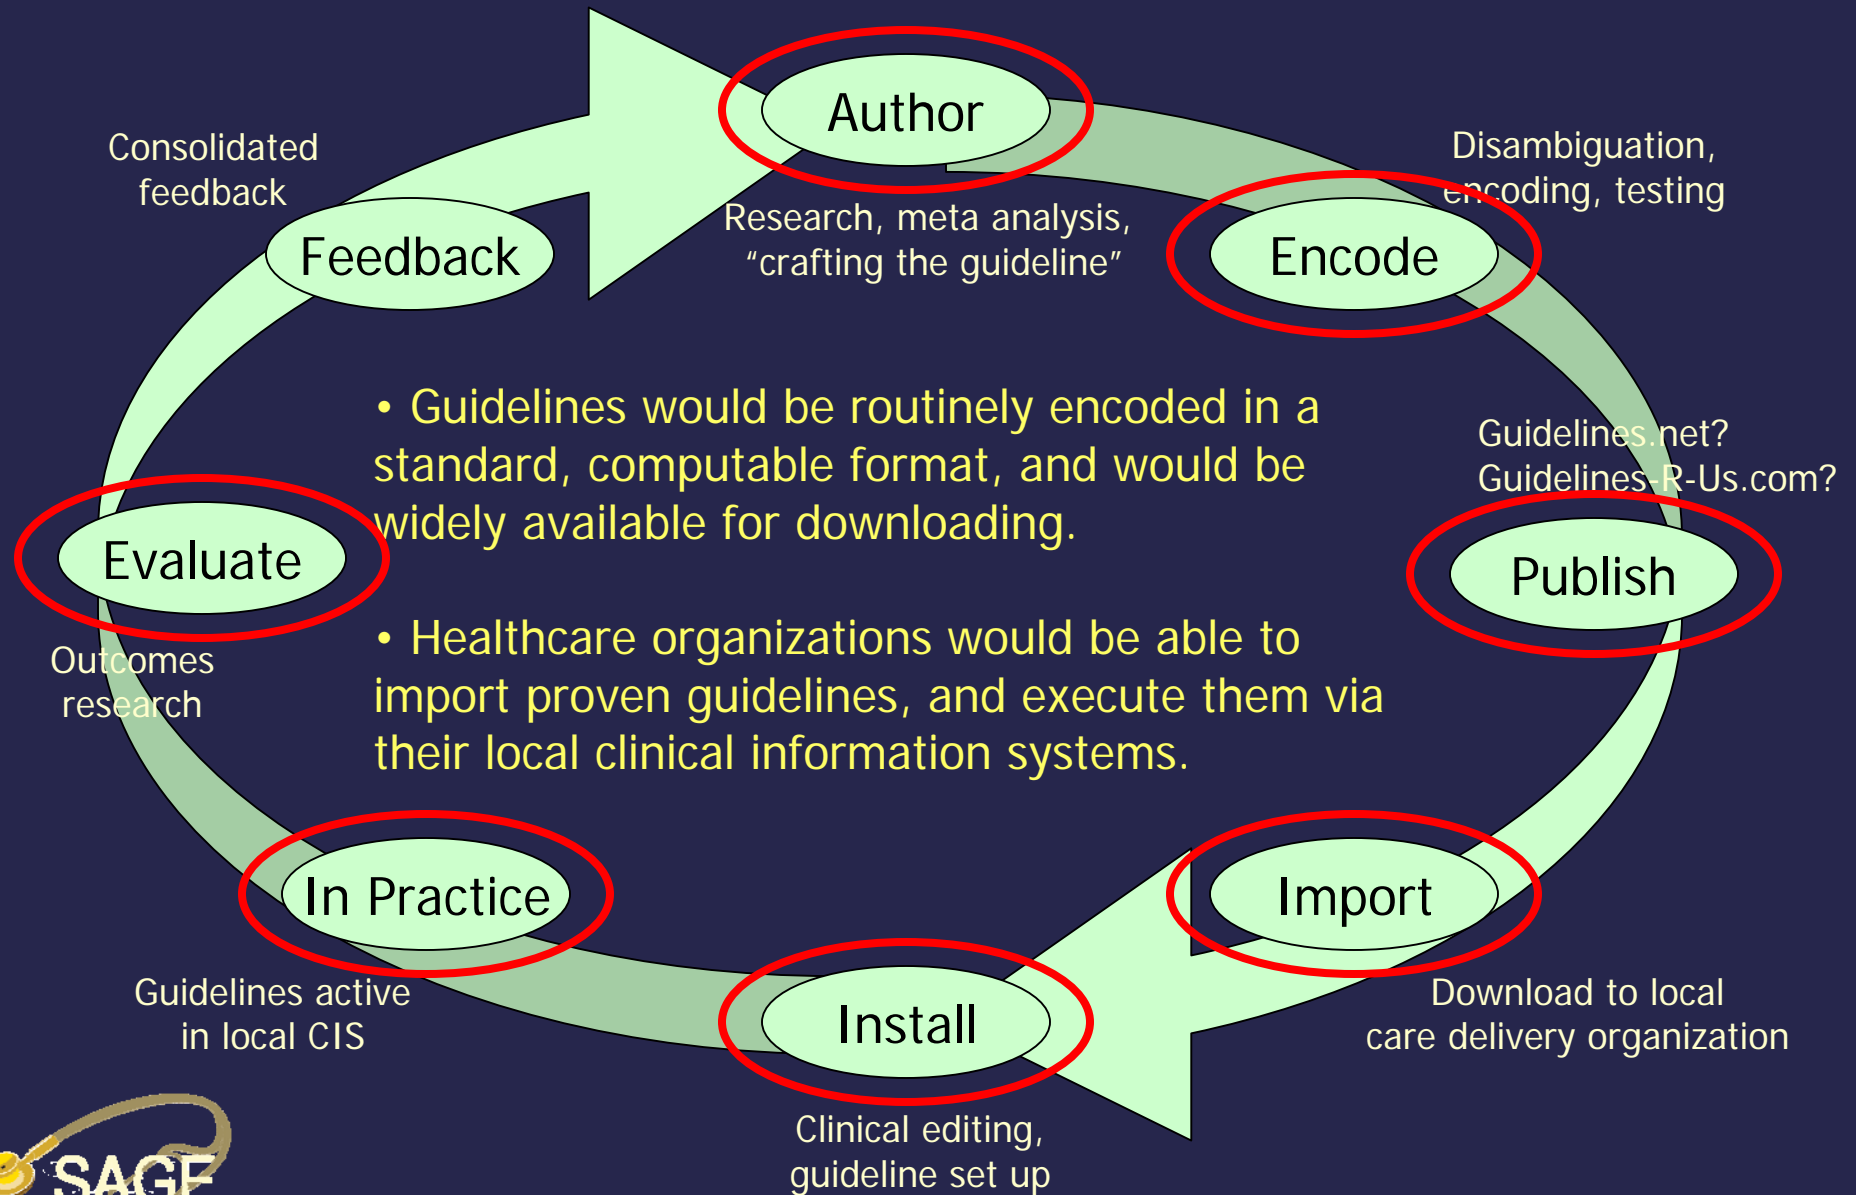 Author
Consolidated
feedback
Disambiguation,
encoding, testing
Research, meta analysis,
“crafting the guideline”
Feedback
Encode
• Guidelines would be routinely encoded in a
standard, computable format, and would be
widely available for downloading.
Guidelines.net?
Guidelines-R-Us.com?
Evaluate
Publish
• Healthcare organizations would be able to
import proven guidelines, and execute them via
their local clinical information systems.
Outcomes
research
In Practice
Import
Guidelines active
in local CIS
Install
Download to local
care delivery organization
Clinical editing,
guideline set up
SAGE